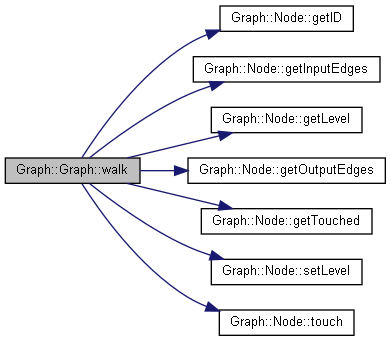 Graph::Node::getID
Graph::Node::getInputEdges
Graph::Node::getLevel
Graph::Graph::walk
Graph::Node::getOutputEdges
Graph::Node::getTouched
Graph::Node::setLevel
Graph::Node::touch